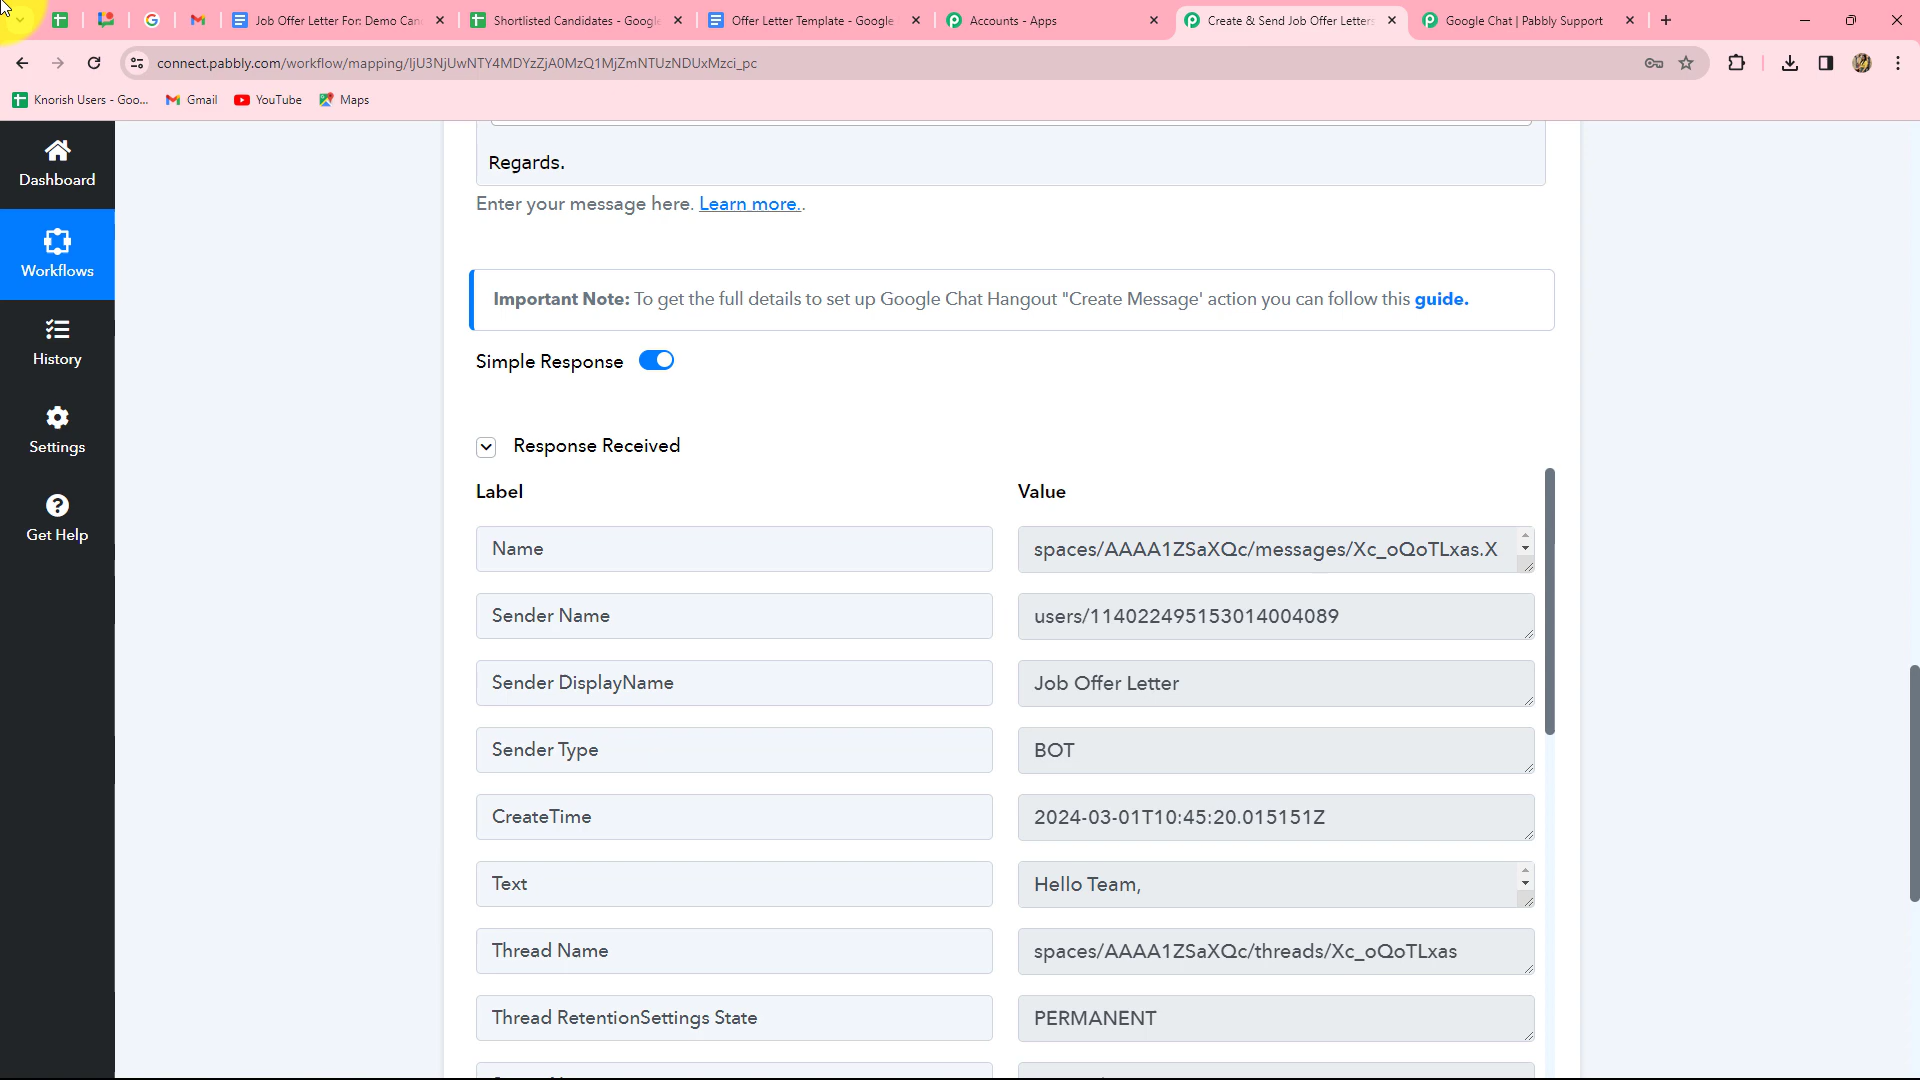 Job Offer Letter For: Demo Can
Shortlisted Candidates - Google
Offer Letter Template - Google
Accounts - Apps
Create & Send Job Offer Letters
Google Chat | Pabbly Support
connect.pabbly.com/workflow/mapping/IjU3NjUwNTY4MDYzZjA0MzQ1MjZmNTUzNDUxMzci_pc
Knorish Users - Goo...
Gmail
YouTube
Maps
Dashboard
Workflows
History
Settings
Get Help
Regards.
Enter your message here. Learn more..
Important Note: To get the full details to set up Google Chat Hangout "Create Message' action you can follow this guide.
Simple Response
Response Received
Label Value
Name spaces/AAAA1ZSaXQc/messages/Xc_oQoTLxas.X
Sender Name users/114022495153014004089
Sender DisplayName Job Offer Letter
Sender Type BOT
CreateTime 2024-03-01T10:45:20.015151Z
Text Hello Team,
Thread Name spaces/AAAA1ZSaXQc/threads/Xc_oQoTLxas
Thread RetentionSettings State PERMANENT